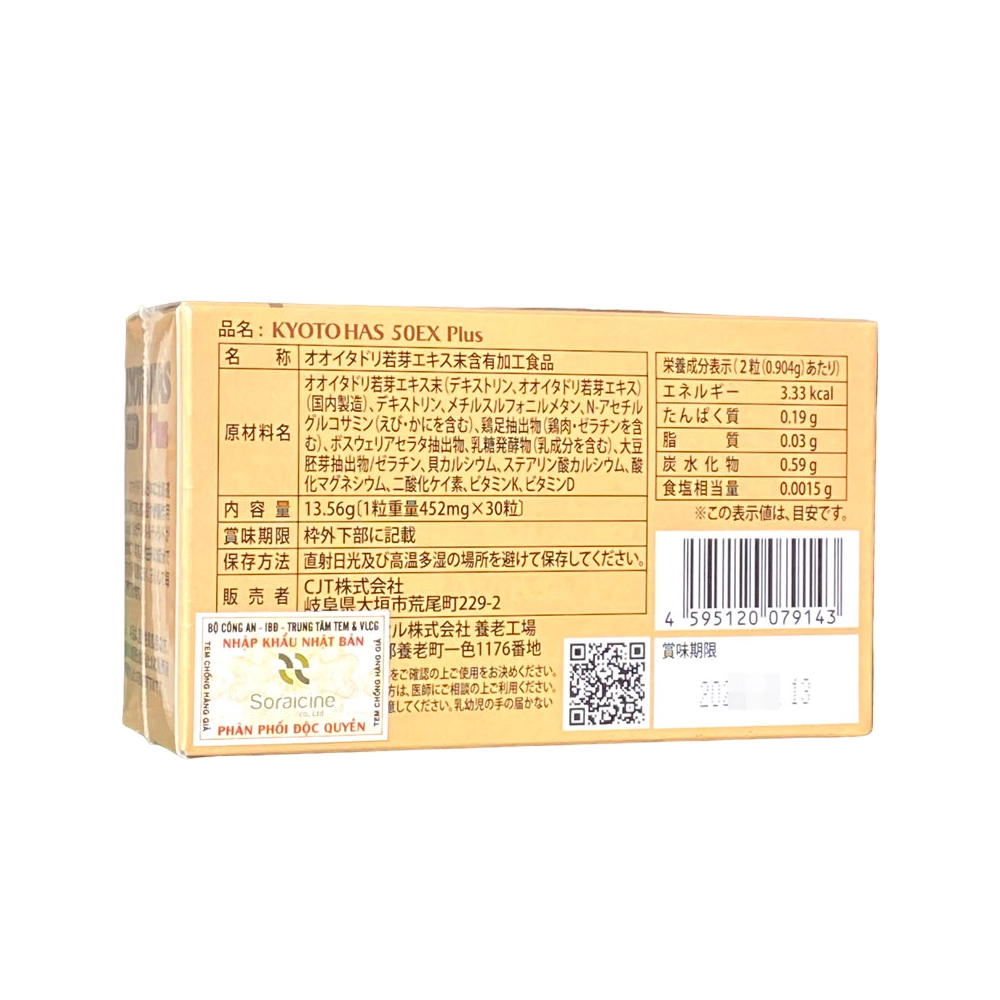 品名: KYOTO HAS 50EX Plus
名称 オオイタドリ若芽エキス末含有加工食品
原材料名 オオイタドリ若芽エキス末(デキストリン、オオイタドリ若芽エキス)
(国内製造)、デキストリン、メチルスルフォニルメタン、N-アセチル
グルコサミン(えび・かにを含む)、鶏足抽出物(鶏肉・ゼラチンを含
む)、ボスウェリアセラタ抽出物、乳糖発酵物(乳成分を含む)、大豆
胚芽抽出物/ゼラチン、貝カルシウム、ステアリン酸カルシウム、酸
化マグネシウム、二酸化ケイ素、ビタミンK、ビタミンD
内容量 13.56g〔1粒重量452mg×30粒〕
賞味期限 枠外下部に記載
保存方法 直射日光及び高温多湿の場所を避けて保存してください。
販売者 CJT株式会社
岐阜県大垣市荒尾町229-2
ル株式会社 養老工場
郡養老町一色1176番地
をご確認の上ご使用をお決めください。
方は、医師にご相談の上ご利用ください。
意してください。乳幼児の手の届かない
栄養成分表示(2粒(0.904g)あたり)
エネルギー 3.33 kcal
たんぱく質 0.19 g
脂質 0.03 g
炭水化物 0.59 g
食塩相当量 0.0015 g
※この表示値は、目安です。
4 595120 079143
賞味期限
13
BỘ CÔNG AN - IBĐ - TRUNG TÂM TEM & VLCG
NHẬP KHẨU NHẬT BẢN
TEM CHỐNG HÀNG GIẢ
Soraicine
CO., Ltd
TEM CHỐNG HÀNG GIẢ
PHÂN PHỐI ĐỘC QUYỀN